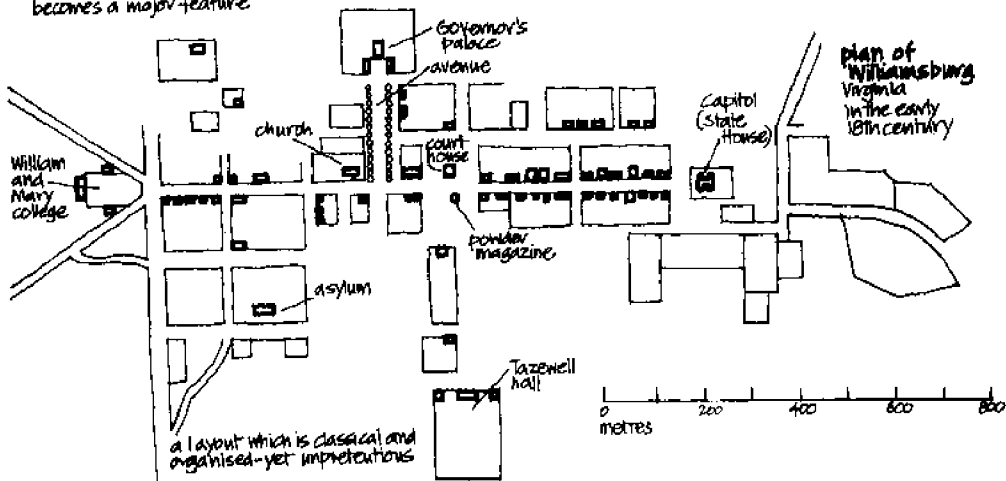 becomes a major feature
Governor's
palace
avenue
church
court
house
Capitol
(State
House)
plan of
Williamsburg
Virginia
in the early
18th century
William
and
Mary
college
powder
magazine
asylum
Tazewell
hall
0 200 400 600 800
metres
a layout which is classical and
organised-yet unpretentious